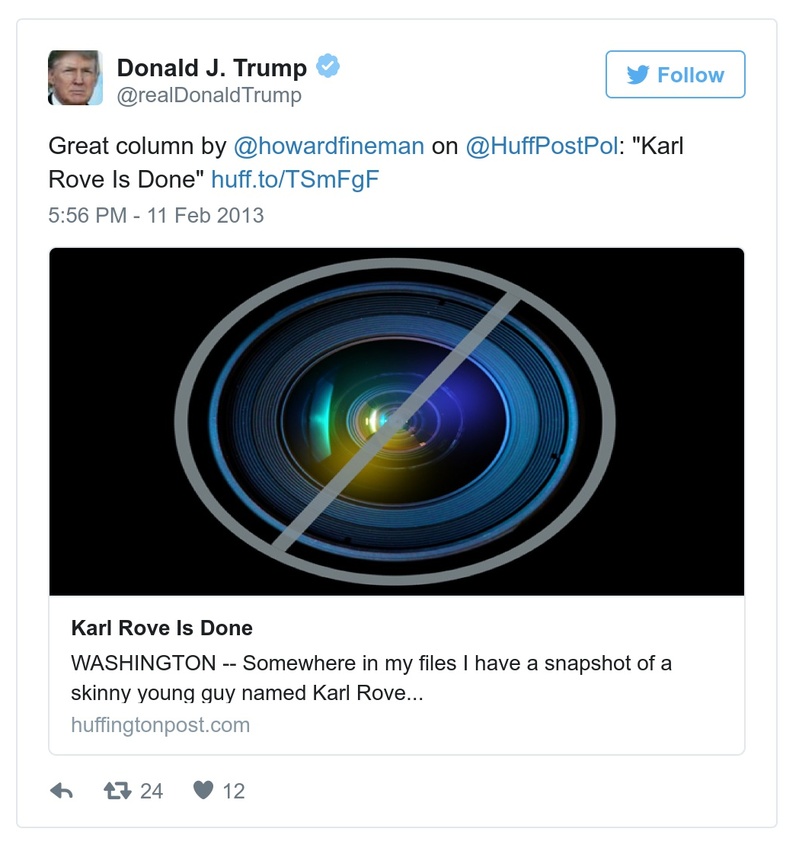 Donald J. Trump
@realDonaldTrump
Follow
Great column by @howardfineman on @HuffPostPol: "Karl
Rove Is Done" huff.to/TSmFgF
5:56 PM - 11 Feb 2013
Karl Rove Is Done
WASHINGTON -- Somewhere in my files I have a snapshot of a
skinny young guy named Karl Rove...
huffingtonpost.com
24
12